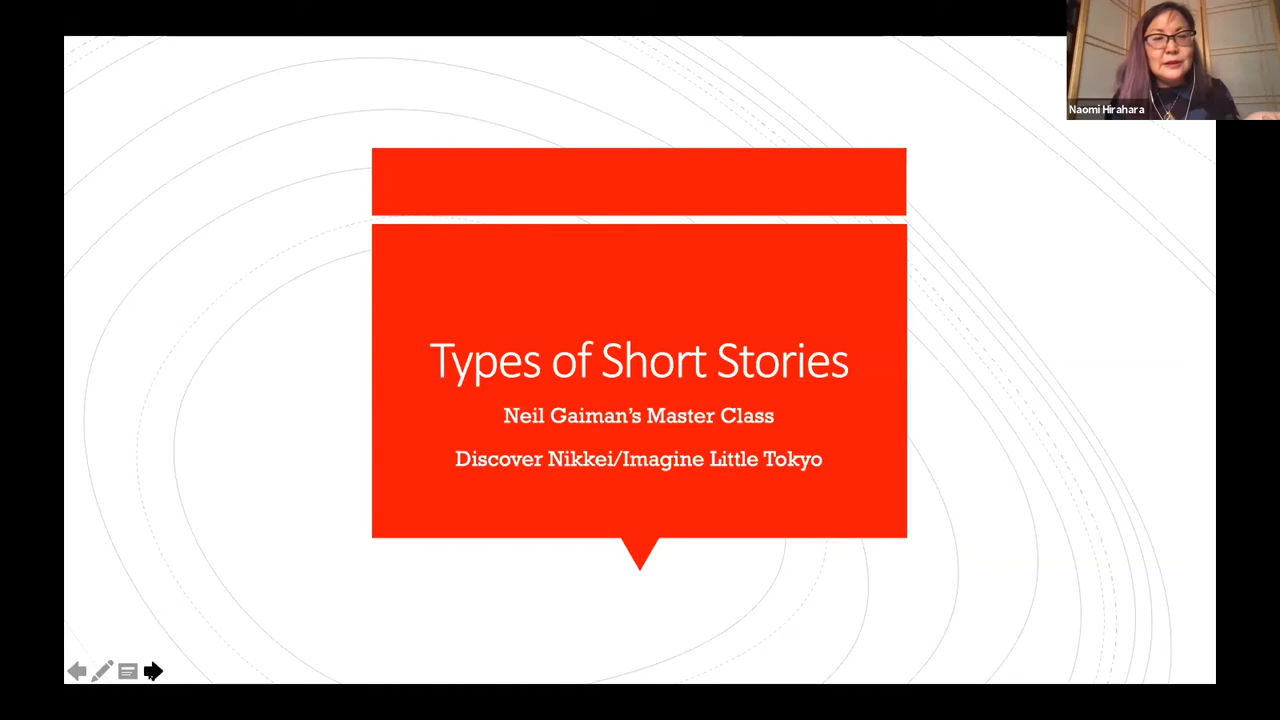 Naomi Hirahara
Types of Short Stories
Neil Gaiman’s Master Class
Discover Nikkei/Imagine Little Tokyo